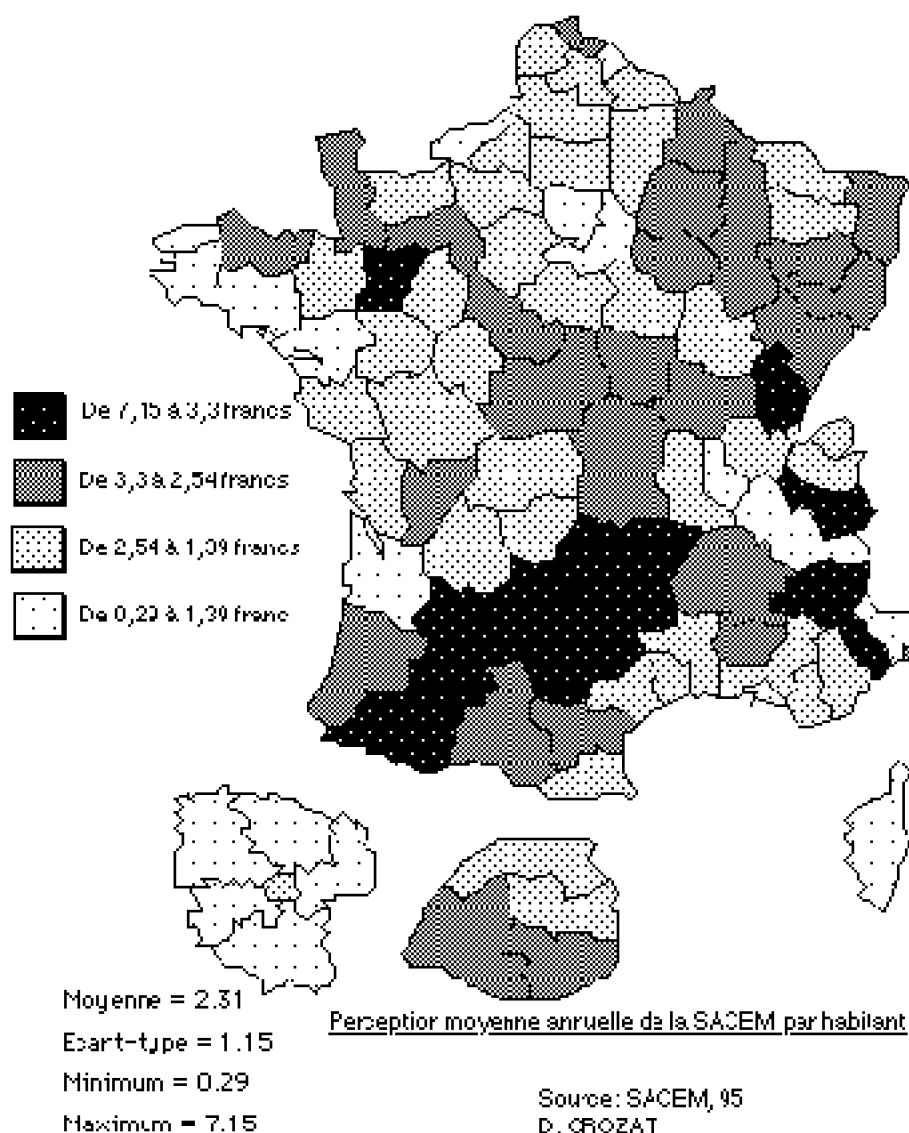 De 7,15 à 3,3 francs
De 3,3 à 2,54 francs
De 2,54 à 1,39 francs
De 0,29 à 1,39 franc
Moyenne = 2.31
Ecart-type = 1.15
Minimum = 0.29
Maximum = 7.15
Perception moyenne annuelle de la SACEM par habitant
Source: SACEM, 95
D. CROZAT